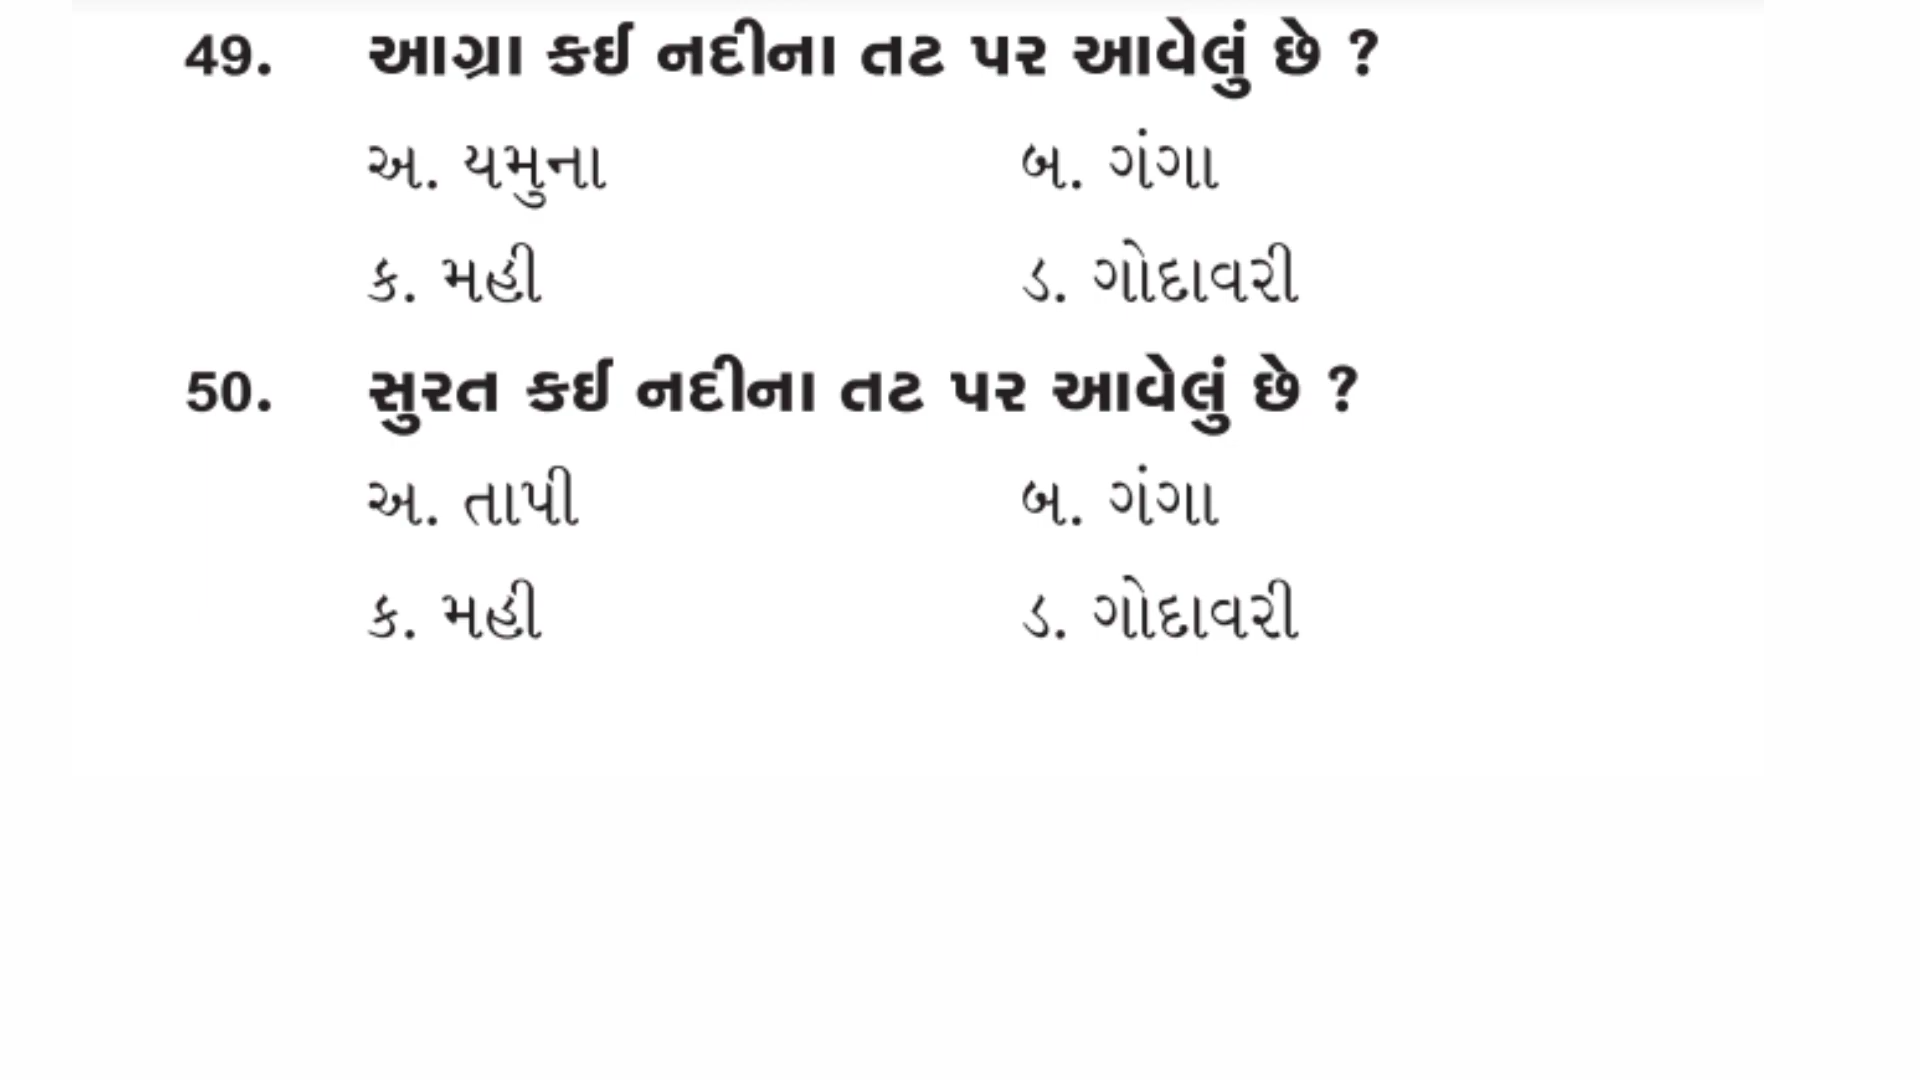 49. આગ્રા કઈ નદીના તટ પર આવેલું છે ?
અ. યમુના બ. ગંગા
ક. મહી ડ. ગોદાવરી
50. સુરત કઈ નદીના તટ પર આવેલું છે ?
અ. તાપી બ. ગંગા
ક. મહી ડ. ગોદાવરી